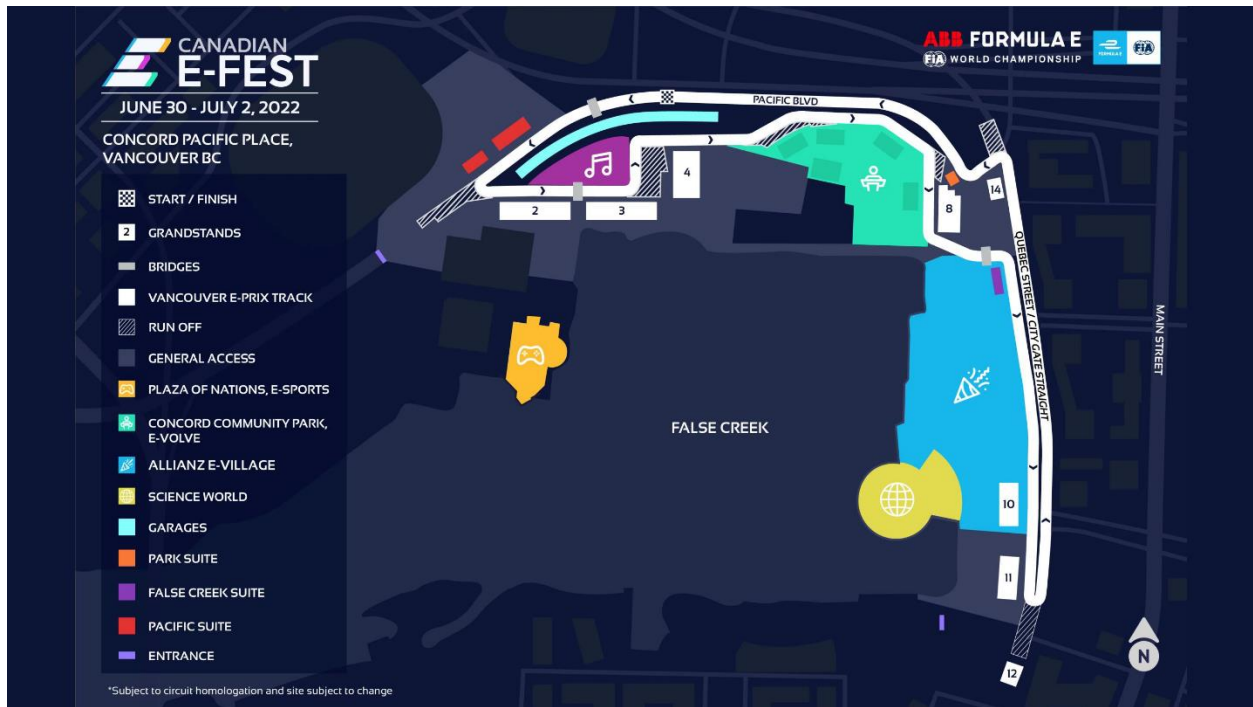 CANADIAN
E-FEST
JUNE 30 - JULY 2, 2022
CONCORD PACIFIC PLACE,
VANCOUVER BC
START / FINISH
2 GRANDSTANDS
BRIDGES
VANCOUVER E-PRIX TRACK
RUN OFF
GENERAL ACCESS
PLAZA OF NATIONS, E-SPORTS
CONCORD COMMUNITY PARK,
E-VOLVE
ALLIANZ E-VILLAGE
SCIENCE WORLD
GARAGES
PARK SUITE
FALSE CREEK SUITE
PACIFIC SUITE
ENTRANCE
*Subject to circuit homologation and site subject to change
ABB FORMULA E
FIA WORLD CHAMPIONSHIP
FORMULA E
FIA
PACIFIC BLVD
4
2
3
8
14
QUEBEC STREET / CITY GATE STRAIGHT
MAIN STREET
FALSE CREEK
10
11
12
N